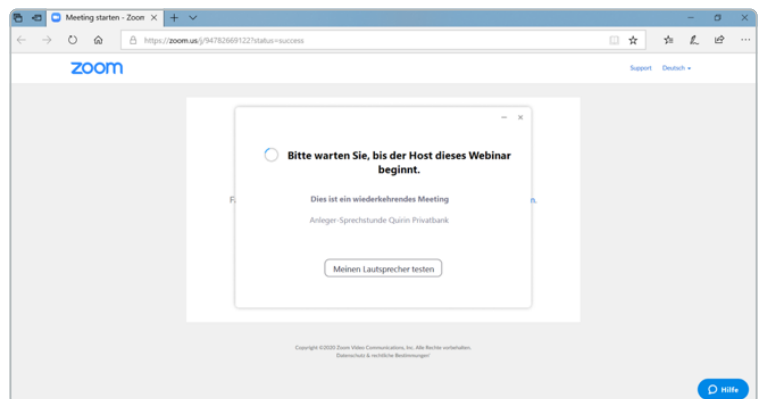 Meeting starten - Zoom
https://zoom.us/j/94782669122?status=success
zoom
Support Deutsch
Bitte warten Sie, bis der Host dieses Webinar
beginnt.
Dies ist ein wiederkehrendes Meeting
Anleger-Sprechstunde Quirin Privatbank
Meinen Lautsprecher testen
Copyright ©2020 Zoom Video Communications, Inc. Alle Rechte vorbehalten.
Datenschutz & rechtliche Bestimmungen
Hilfe